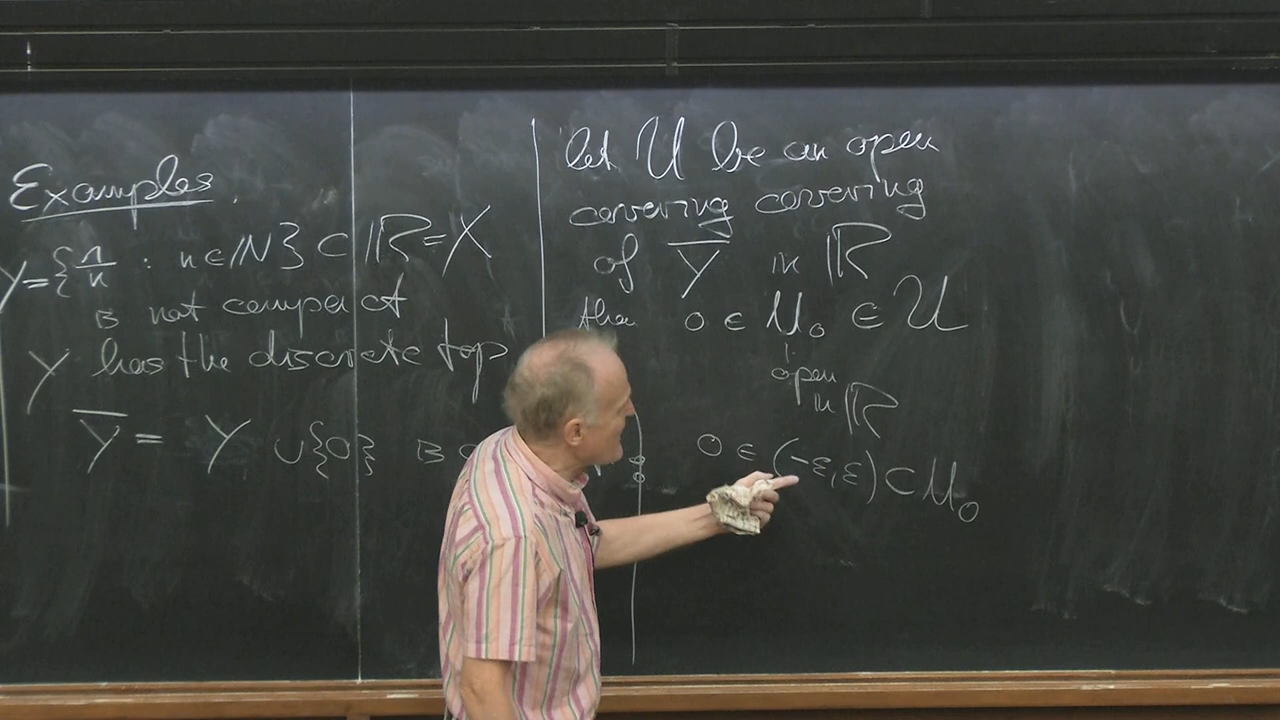 Examples.
Y = {1/n : n ∈ ℕ} ⊂ ℝ = X
is not compact
Y has the discrete top
Y̅ = Y ∪ {0} is
let 𝒰 be an open
covering covering
of Y̅ in ℝ
then 0 ∈ U₀ ∈ 𝒰
open
in ℝ
0 ∈ (-ε, ε) ⊂ U₀